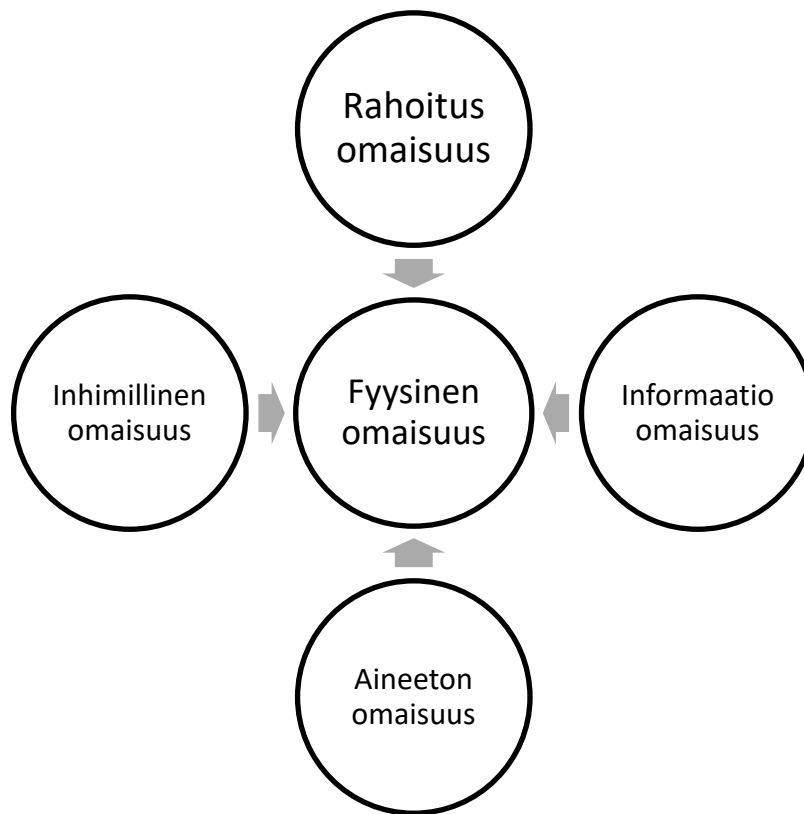 Rahoitus
omaisuus
Inhimillinen
omaisuus
Fyysinen
omaisuus
Informaatio
omaisuus
Aineeton
omaisuus